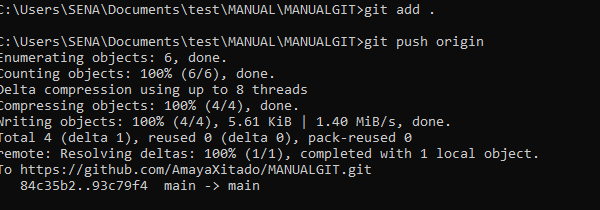 C:\Users\SENA\Documents\test\MANUAL\MANUALGIT>git add .
C:\Users\SENA\Documents\test\MANUAL\MANUALGIT>git push origin
Enumerating objects: 6, done.
Counting objects: 100% (6/6), done.
Delta compression using up to 8 threads
Compressing objects: 100% (4/4), done.
Writing objects: 100% (4/4), 5.61 KiB | 1.40 MiB/s, done.
Total 4 (delta 1), reused 0 (delta 0), pack-reused 0
remote: Resolving deltas: 100% (1/1), completed with 1 local object.
To https://github.com/AmayaXitado/MANUALGIT.git
84c35b2..93c79f4 main -> main